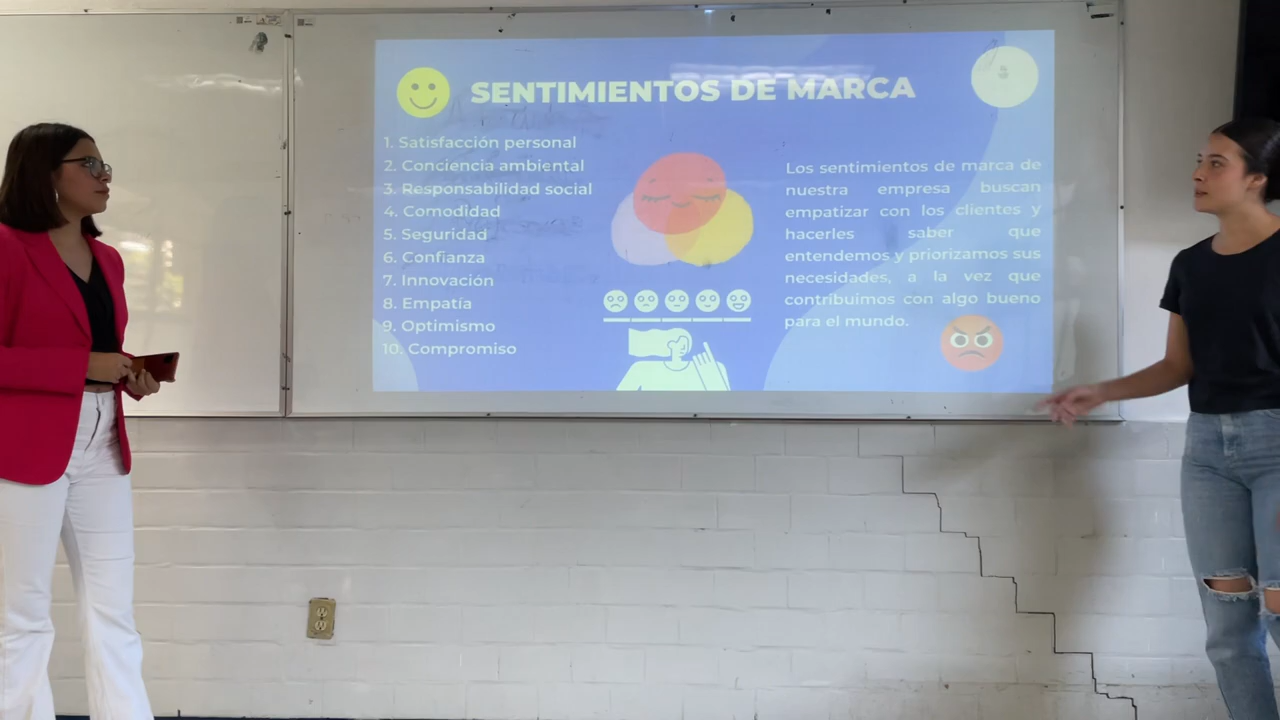 SENTIMIENTOS DE MARCA
1. Satisfacción personal
2. Conciencia ambiental
3. Responsabilidad social
4. Comodidad
5. Seguridad
6. Confianza
7. Innovación
8. Empatía
9. Optimismo
10. Compromiso
Los sentimientos de marca de
nuestra empresa buscan
empatizar con los clientes y
hacerles saber que
entendemos y priorizamos sus
necesidades, a la vez que
contribuimos con algo bueno
para el mundo.